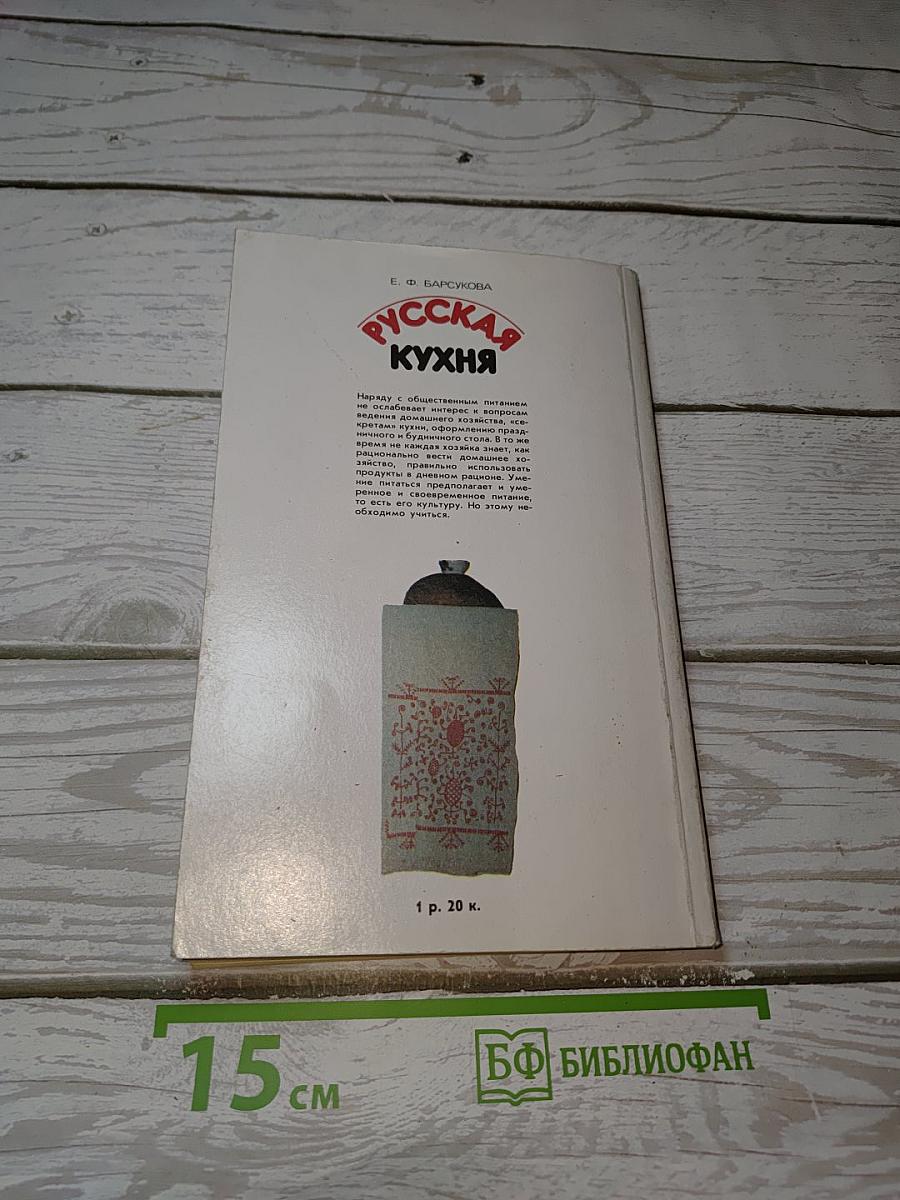 Е. Ф. БАРСУКОВА
РУССКАЯ
КУХНЯ
Наряду с общественным питанием
не ослабевает интерес к вопросам
ведения домашнего хозяйства, «се-
кретам» кухни, оформлению празд-
ничного и будничного стола. В то же
время не каждая хозяйка знает, как
рационально вести домашнее хо-
зяйство, правильно использовать
продукты в дневном рационе. Уме-
ние питаться предполагает и уме-
ренное и своевременное питание,
то есть его культуру. Но этому не-
обходимо учиться.
1 р. 20 к.
15 см
БФ БИБЛИОФАН